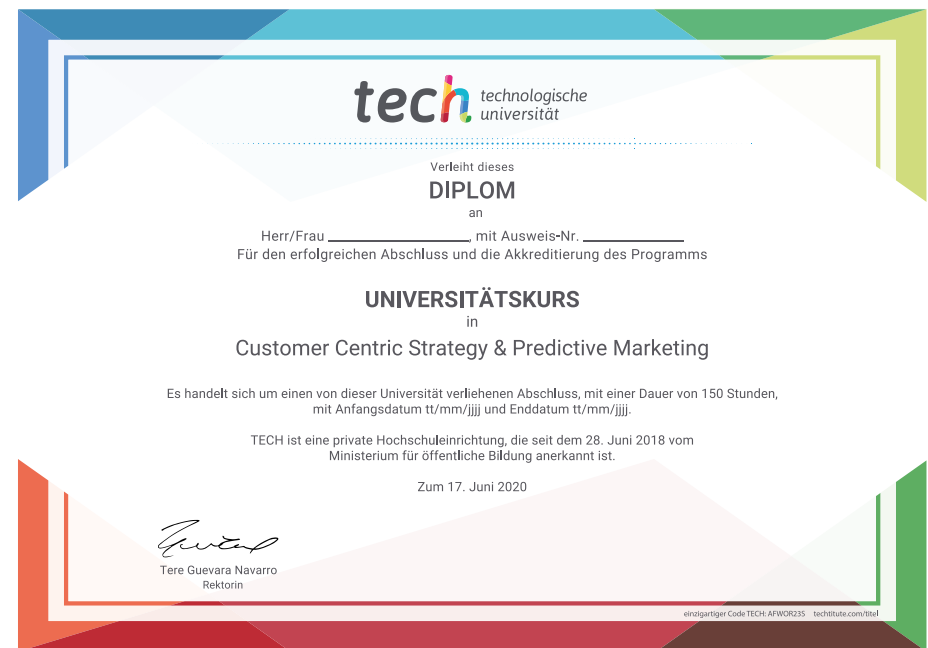 tech technologische
universität
Verleiht dieses
DIPLOM
an
Herr/Frau ____________________, mit Ausweis-Nr. ______________
Für den erfolgreichen Abschluss und die Akkreditierung des Programms
UNIVERSITÄTSKURS
in
Customer Centric Strategy & Predictive Marketing
Es handelt sich um einen von dieser Universität verliehenen Abschluss, mit einer Dauer von 150 Stunden,
mit Anfangsdatum tt/mm/jjjj und Enddatum tt/mm/jjjj.
TECH ist eine private Hochschuleinrichtung, die seit dem 28. Juni 2018 vom
Ministerium für öffentliche Bildung anerkannt ist.
Zum 17. Juni 2020
Tere Guevara Navarro
Rektorin
einzigartiger Code TECH: AFWOR23S techtitute.com/titel